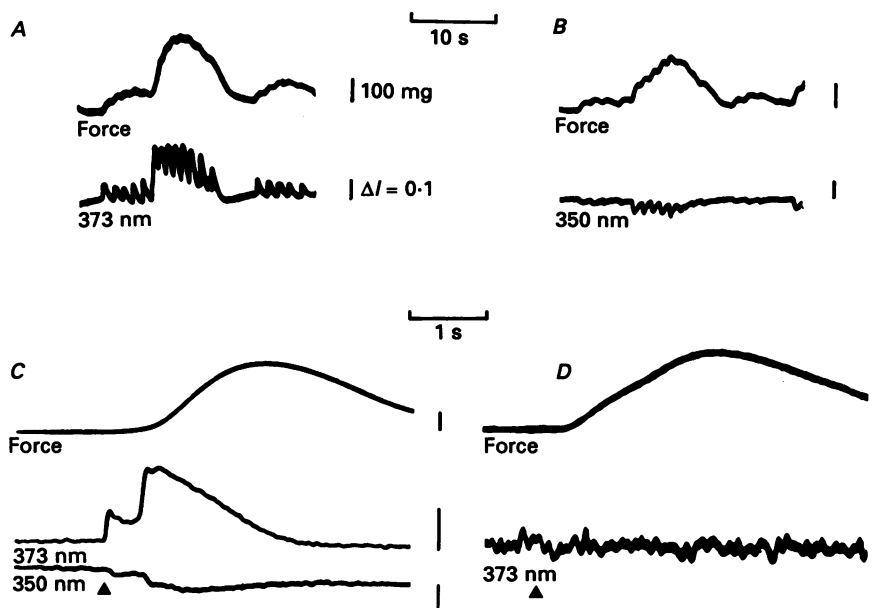 A
10 s
B
100 mg
Force
Force
Δl = 0·1
373 nm
350 nm
1 s
C
D
Force
Force
373 nm
350 nm
373 nm